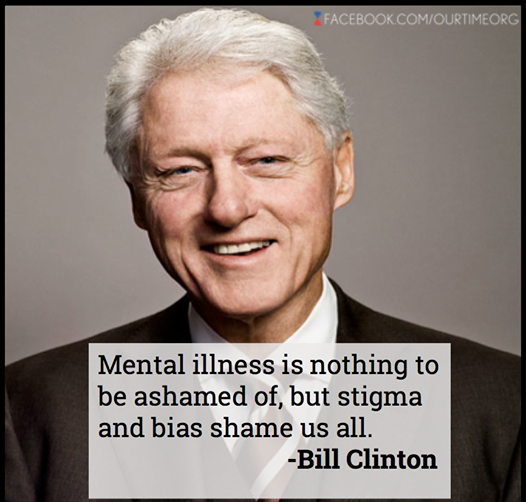 FACEBOOK.COM/OURTIMEORG
Mental illness is nothing to
be ashamed of, but stigma
and bias shame us all.
-Bill Clinton